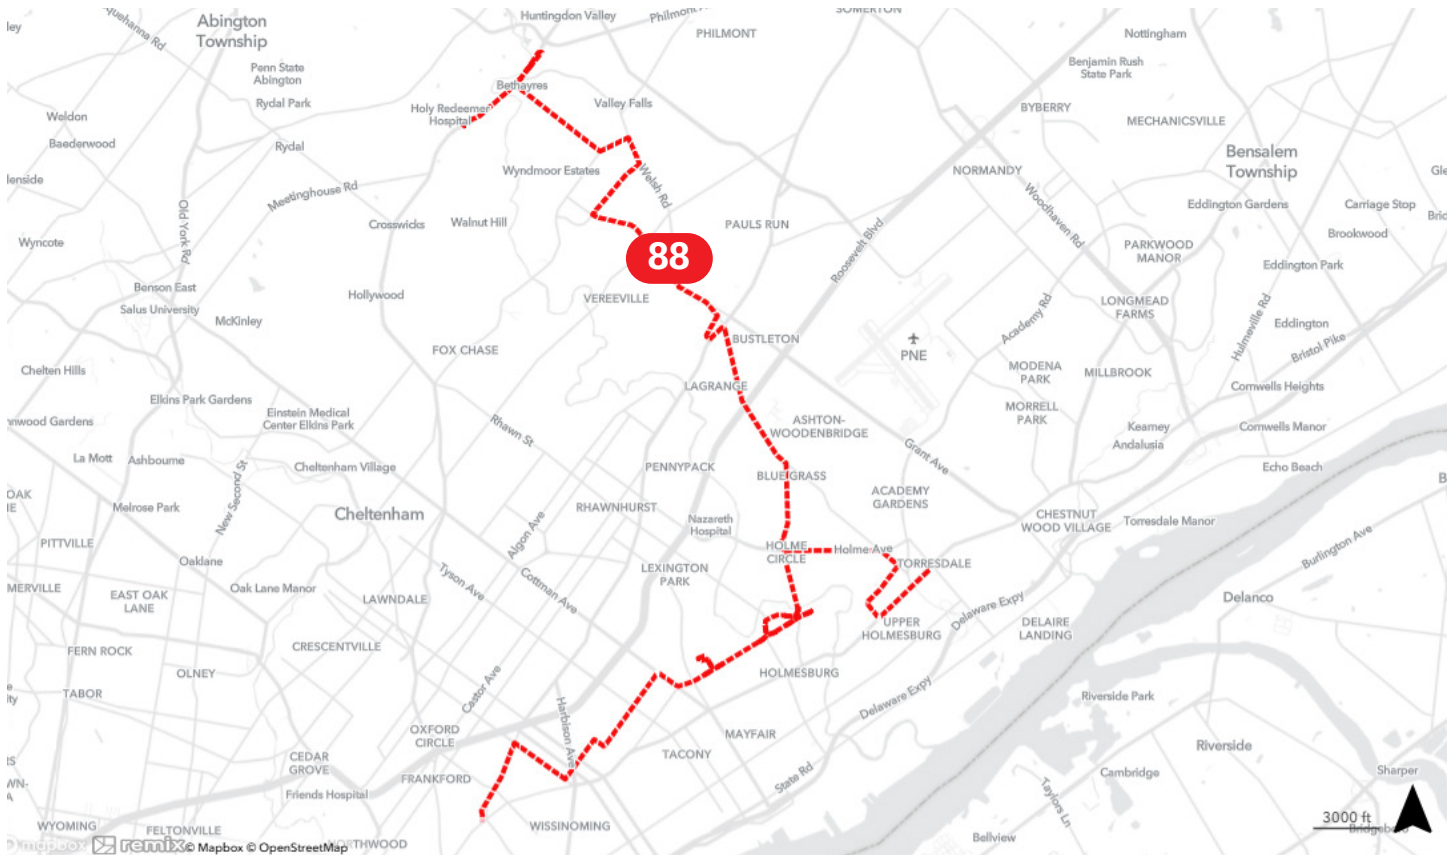 Huntingdon Valley
SOMERTON
Abington
Township
PHILMONT
Nottingham
Penn State
Abington
Benjamin Rush
State Park
Bethayres
Rydal Park
Holy Redeemer
Hospital
Valley Falls
BYBERRY
Weldon
MECHANICSVILLE
Baederwood
Rydal
Bensalem
Township
Wyndmoor Estates
Welsh Rd
NORMANDY
Meetinghouse Rd
Woodhaven Rd
Eddington Gardens
Carriage Stop
Old York Rd
Crosswicks
Walnut Hill
PAULS RUN
Roosevelt Blvd
Brookwood
Wyncote
PARKWOOD
MANOR
88
Eddington Park
Benson East
Hollywood
VEREEVILLE
Salus University
McKinley
LONGMEAD
FARMS
Academy Rd
Hulmeville Rd
Eddington
BUSTLETON
FOX CHASE
PNE
Bristol Pike
Chelten Hills
MODENA
PARK
MILLBROOK
LAGRANGE
Cornwells Heights
Elkins Park Gardens
Einstein Medical
Center Elkins Park
MORRELL
PARK
nnwood Gardens
Rhawn St
ASHTON-
WOODENBRIDGE
Kearney
Andalusia
Cornwells Manor
Grant Ave
La Mott
Ashbourne
Cheltenham Village
PENNYPACK
BLUE GRASS
Echo Beach
New Second St
ACADEMY
GARDENS
Melrose Park
Cheltenham
RHAWNHURST
Nazareth
Hospital
CHESTNUT
WOOD VILLAGE
Torresdale Manor
PITTVILLE
Algon Ave
HOLME
CIRCLE
Holme Ave
Burlington Ave
Oaklane
TORRESDALE
LEXINGTON
PARK
MERVILLE
EAST OAK
LANE
Oak Lane Manor
Tyson Ave
LAWNDALE
Cottman Ave
Delaware Expy
Delanco
UPPER
HOLMESBURG
DELAIRE
LANDING
FERN ROCK
CRESCENTVILLE
OLNEY
HOLMESBURG
TABOR
Castor Ave
Delaware Expy
Riverside Park
Harbison Ave
OXFORD
CIRCLE
MAYFAIR
TACONY
Riverside
CEDAR
GROVE
FRANKFORD
State Rd
Cambridge
Sharper
Friends Hospital
Taylors Ln
3000 ft
WYOMING
FELTONVILLE
WISSINOMING
Bellview
mapbox remix © Mapbox © OpenStreetMap